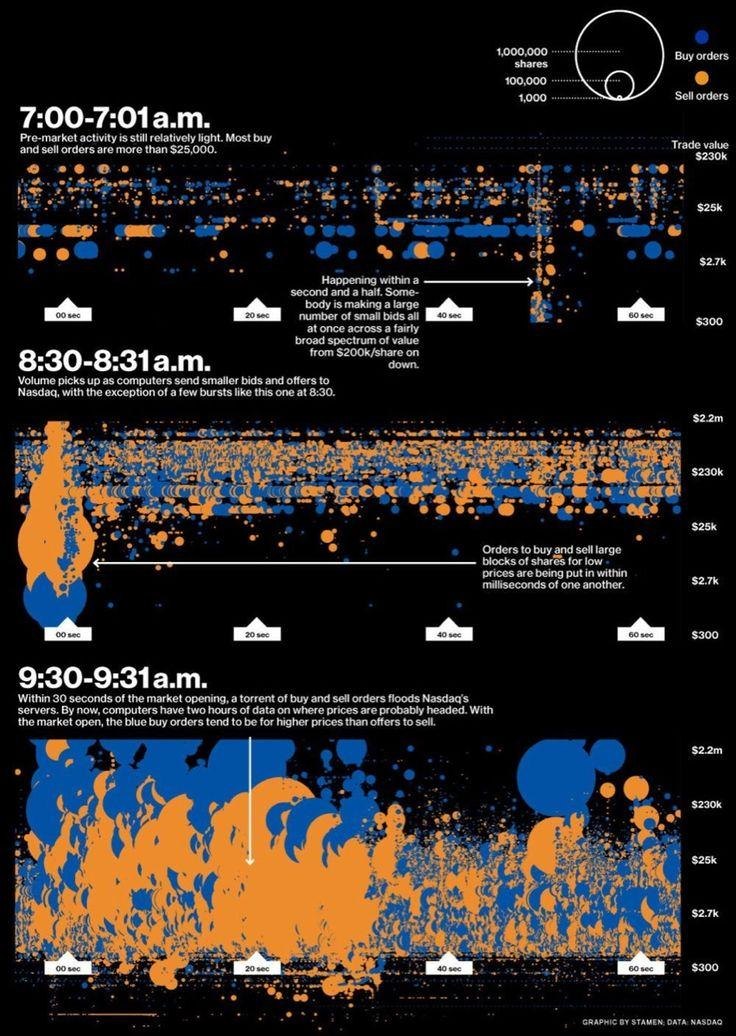 1,000,000
shares
100,000
1,000
Buy orders
Sell orders
7:00-7:01a.m.
Pre-market activity is still relatively light. Most buy
and sell orders are more than $25,000.
Trade value
$230k
$25k
$2.7k
$300
Happening within a
second and a half. Some-
body is making a large
number of small bids all
at once across a fairly
broad spectrum of value
from $200k/share on
down.
00 sec
20 sec
40 sec
60 sec
8:30-8:31a.m.
Volume picks up as computers send smaller bids and offers to
Nasdaq, with the exception of a few bursts like this one at 8:30.
$2.2m
$230k
$25k
$2.7k
$300
Orders to buy and sell large
blocks of shares for low
prices are being put in within
milliseconds of one another.
00 sec
20 sec
40 sec
60 sec
9:30-9:31a.m.
Within 30 seconds of the market opening, a torrent of buy and sell orders floods Nasdaq's
servers. By now, computers have two hours of data on where prices are probably headed. With
the market open, the blue buy orders tend to be for higher prices than offers to sell.
$2.2m
$230k
$25k
$2.7k
$300
00 sec
20 sec
40 sec
60 sec
GRAPHIC BY STAMEN; DATA: NASDAQ